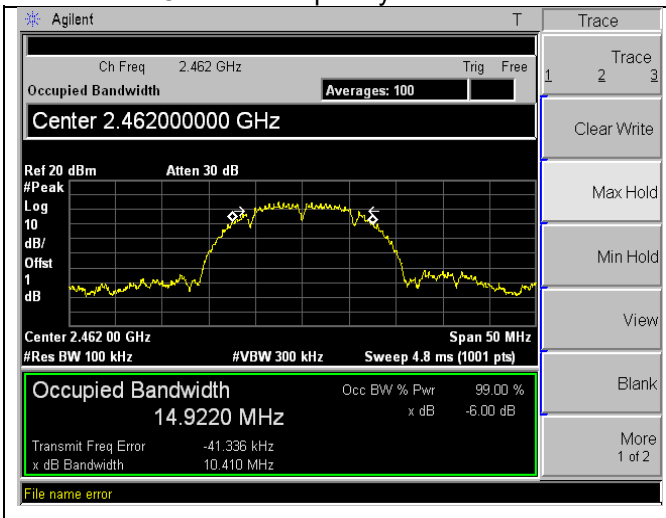 Agilent T Trace
Ch Freq 2.462 GHz Trig Free
Occupied Bandwidth Averages: 100
Center 2.462000000 GHz
Ref 20 dBm Atten 30 dB
#Peak
Log
10
dB/
Offst
1
dB
Center 2.462 00 GHz Span 50 MHz
#Res BW 100 kHz #VBW 300 kHz Sweep 4.8 ms (1001 pts)
Occupied Bandwidth Occ BW % Pwr 99.00 %
14.9220 MHz x dB -6.00 dB
Transmit Freq Error -41.336 kHz
x dB Bandwidth 10.410 MHz
File name error
Trace
1 2 3
Clear Write
Max Hold
Min Hold
View
Blank
More
1 of 2